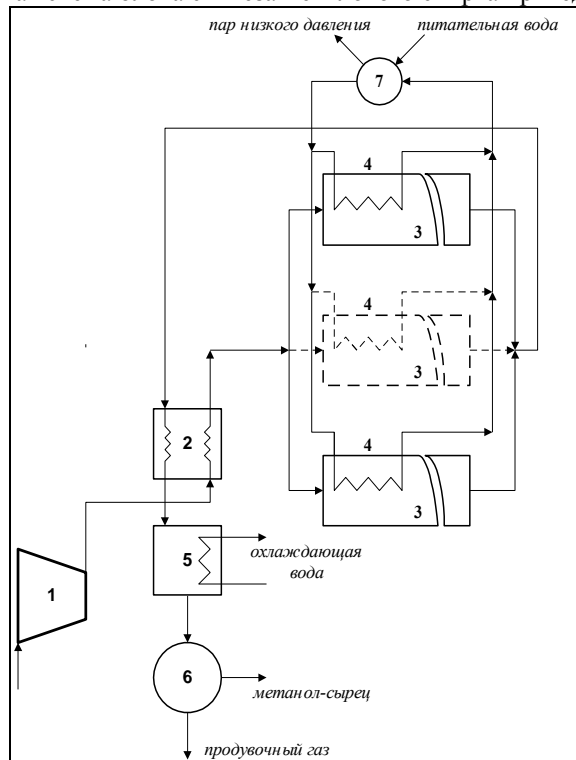 пар низкого давления питательная вода
7
4
3
4
3
2
4
3
5
охлаждающая
вода
1
6
метанол-сырец
продувочный газ